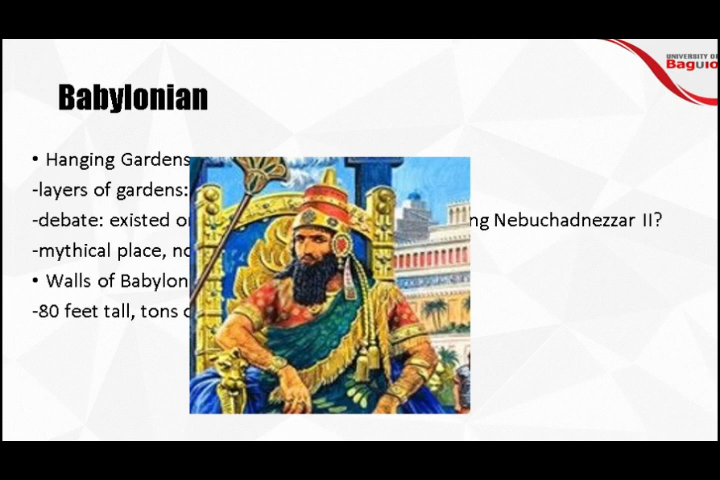 UNIVERSITY OF
Baguio
Babylonian
• Hanging Gardens
-layers of gardens:
-debate: existed ng Nebuchadnezzar II?
-mythical place,
• Walls of Babylon
-80 feet tall, tons